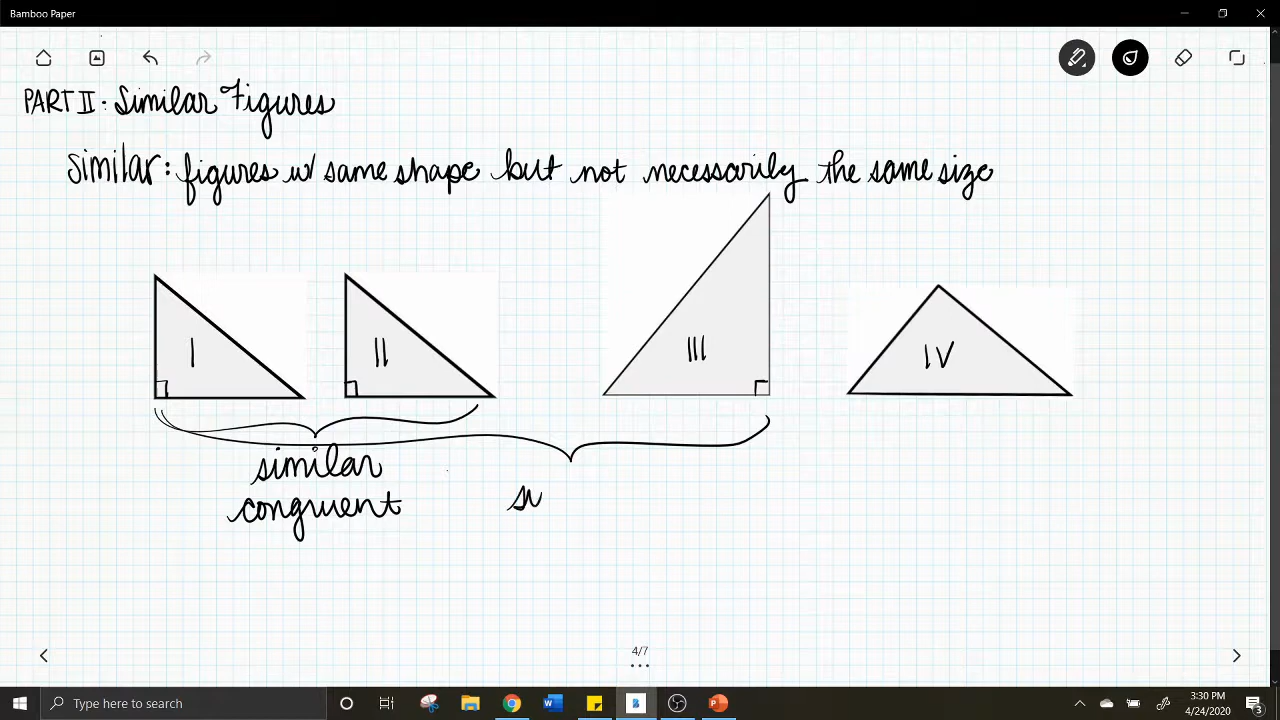 Bamboo Paper
PART II: Similar Figures
Similar: figures w/ same shape but not necessarily the same size
I
II
III
IV
similar
congruent
4/7
Type here to search
3:30 PM
4/24/2020
3